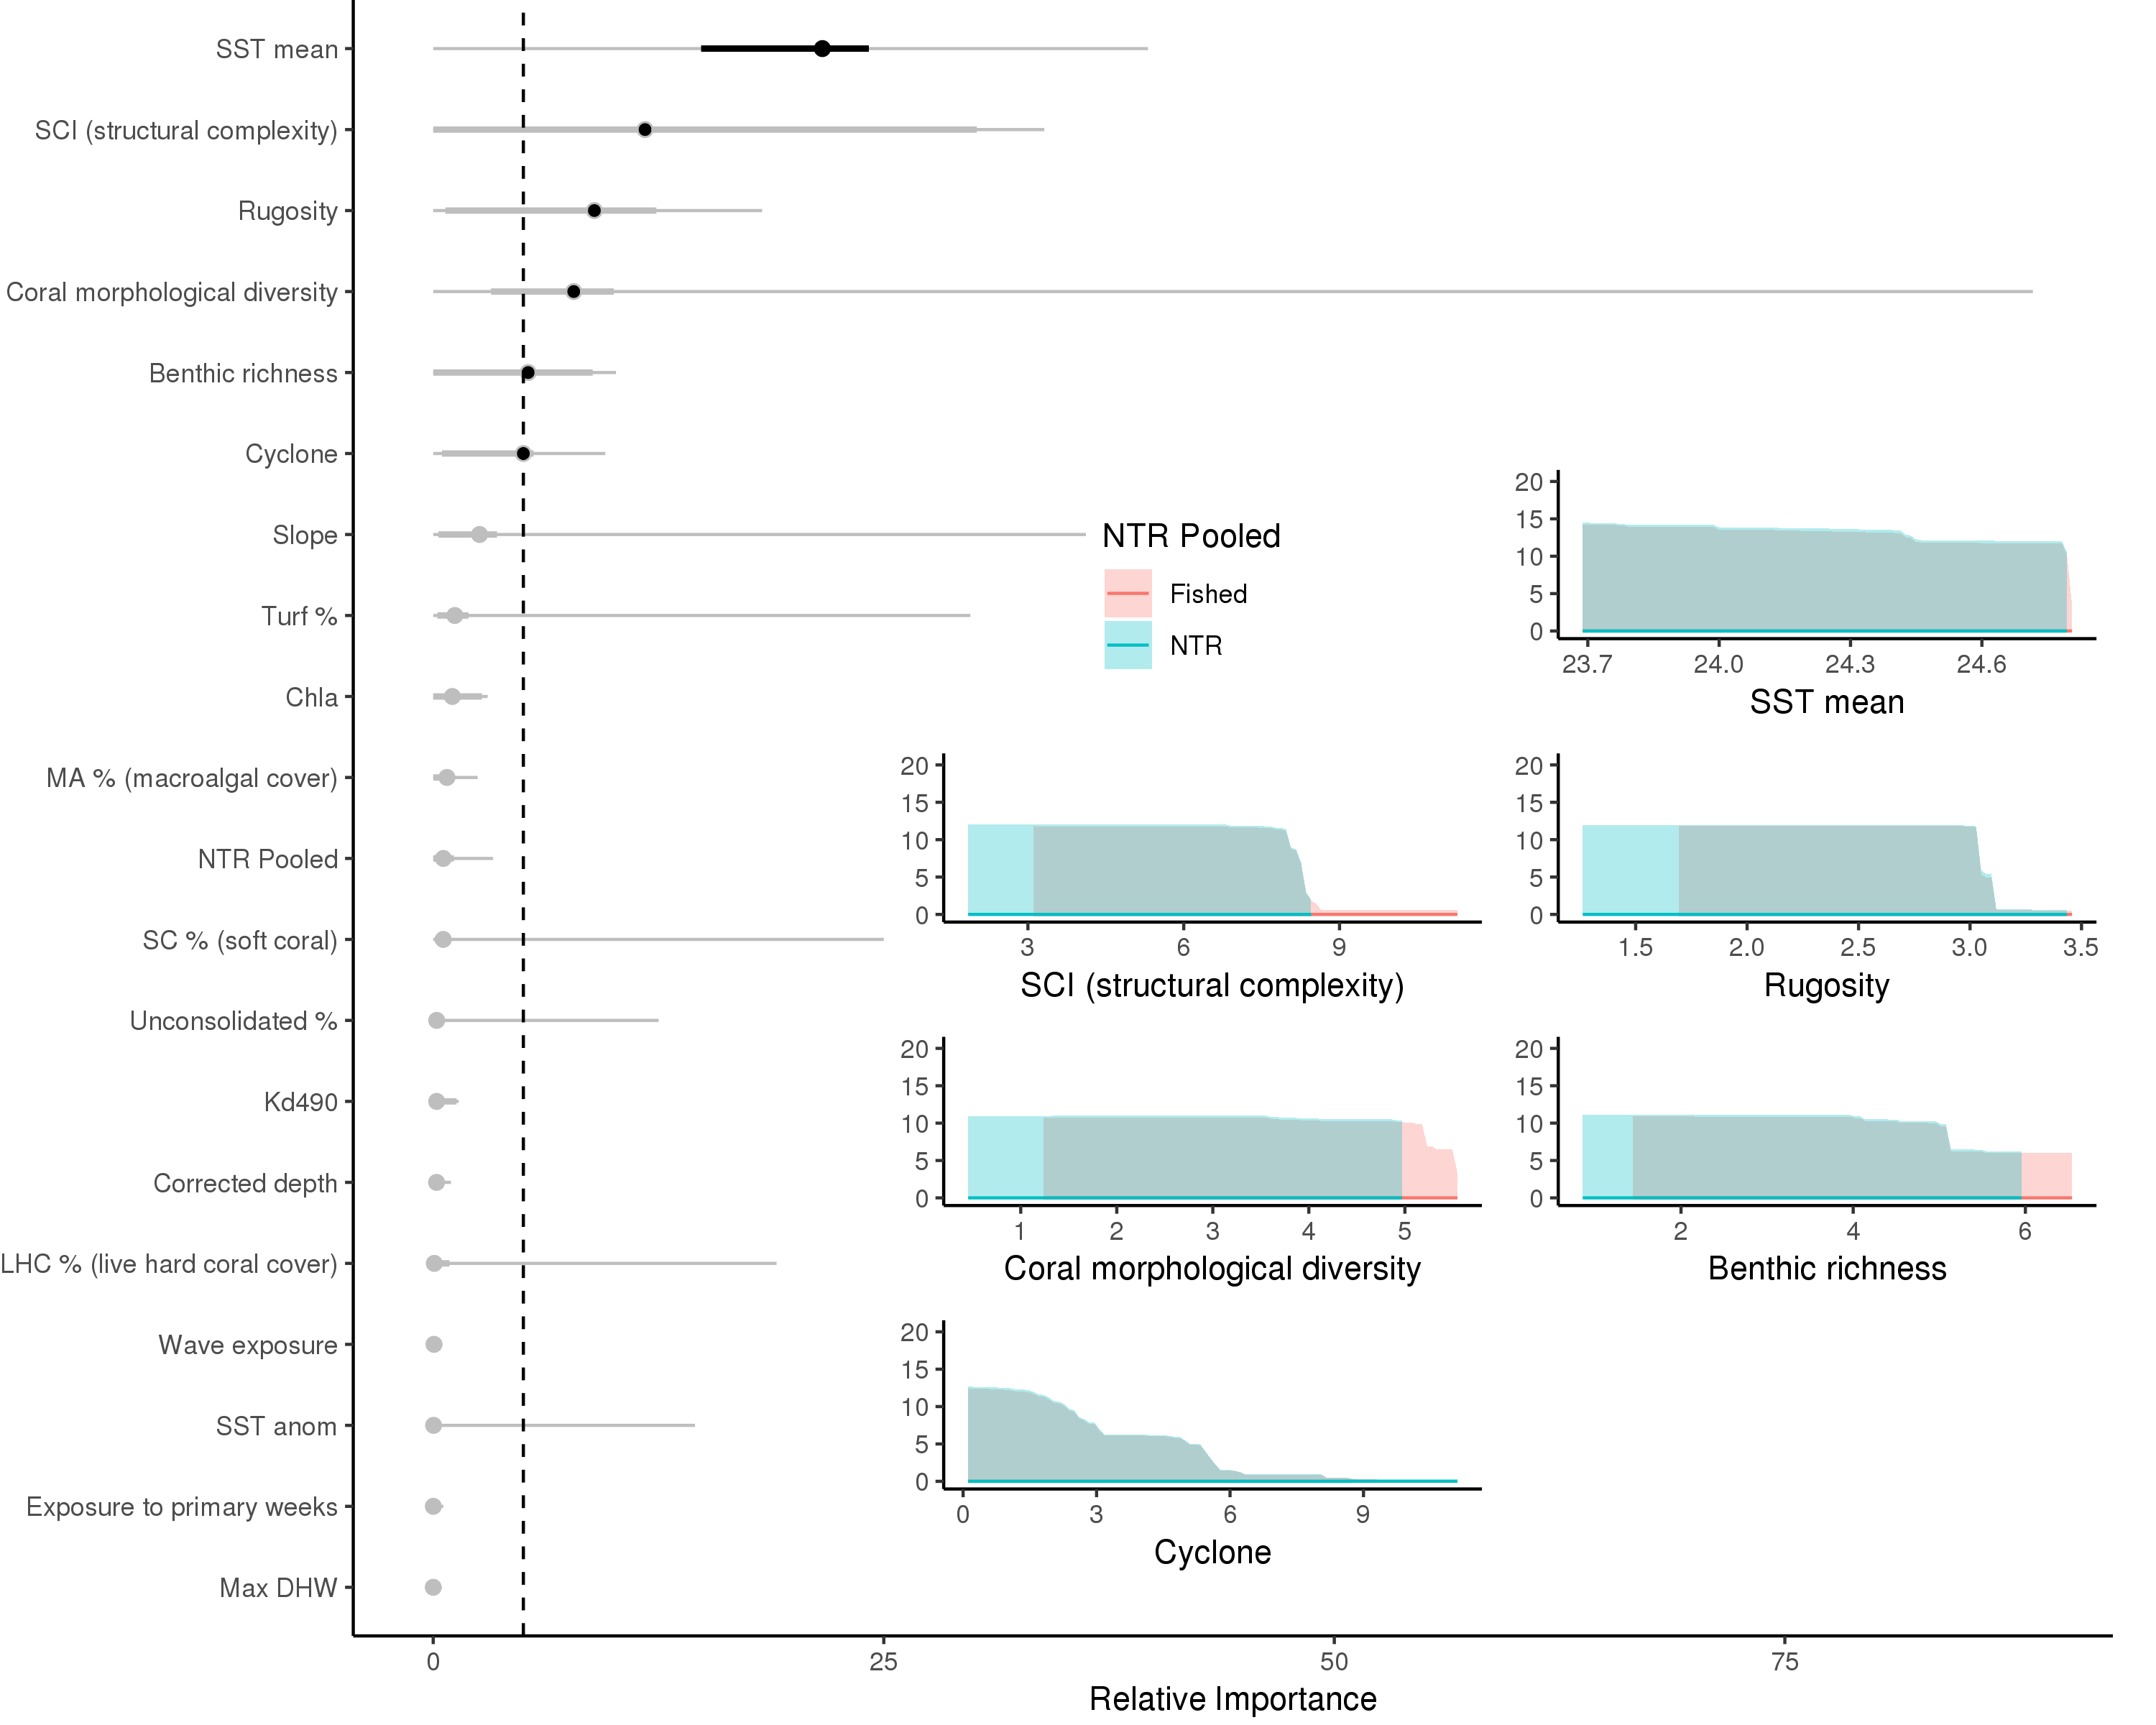 SST mean
SCI (structural complexity)
Rugosity
Coral morphological diversity
Benthic richness
Cyclone
Slope
Turf %
Chla
MA % (macroalgal cover)
NTR Pooled
SC % (soft coral)
Unconsolidated %
Kd490
Corrected depth
LHC % (live hard coral cover)
Wave exposure
SST anom
Exposure to primary weeks
Max DHW
0 25 50 75
Relative Importance
NTR Pooled
Fished
NTR
20
15
10
5
0
23.7 24.0 24.3 24.6
SST mean
20
15
10
5
0
3 6 9
SCI (structural complexity)
20
15
10
5
0
1.5 2.0 2.5 3.0 3.5
Rugosity
20
15
10
5
0
1 2 3 4 5
Coral morphological diversity
20
15
10
5
0
2 4 6
Benthic richness
20
15
10
5
0
0 3 6 9
Cyclone